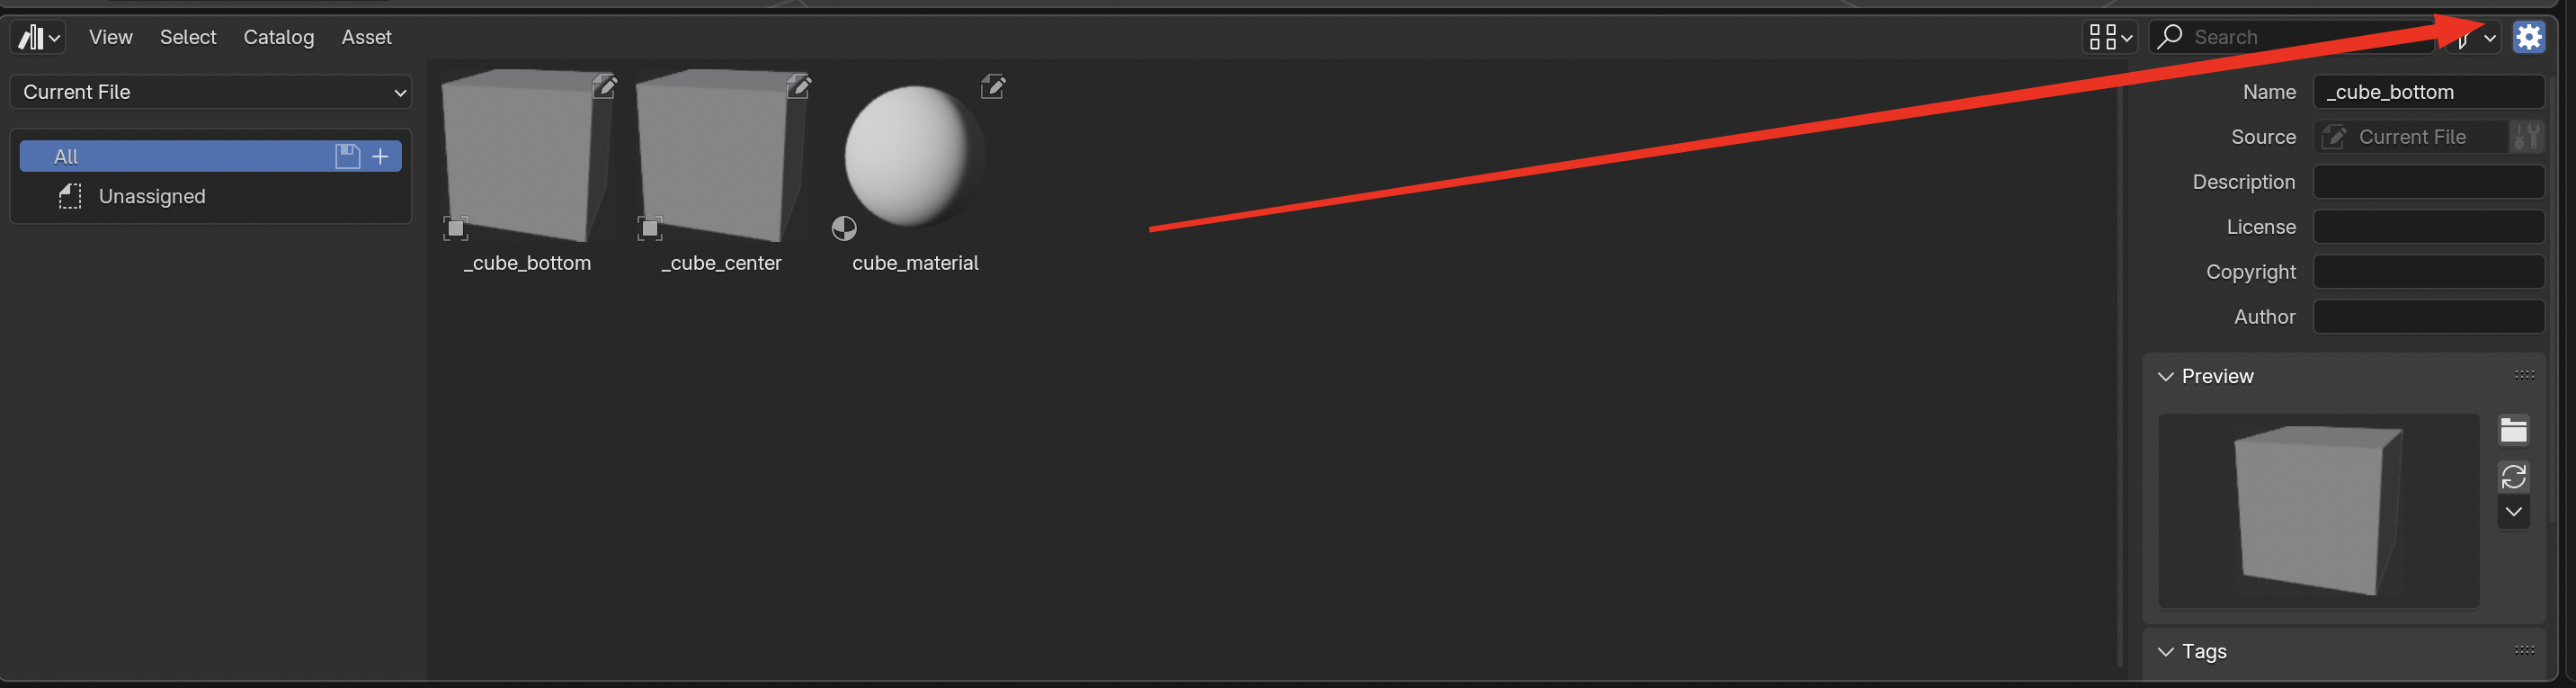 View Select Catalog Asset Search
Current File
All
Unassigned
_cube_bottom _cube_center cube_material
Name _cube_bottom
Source Current File
Description
License
Copyright
Author
Preview
Tags